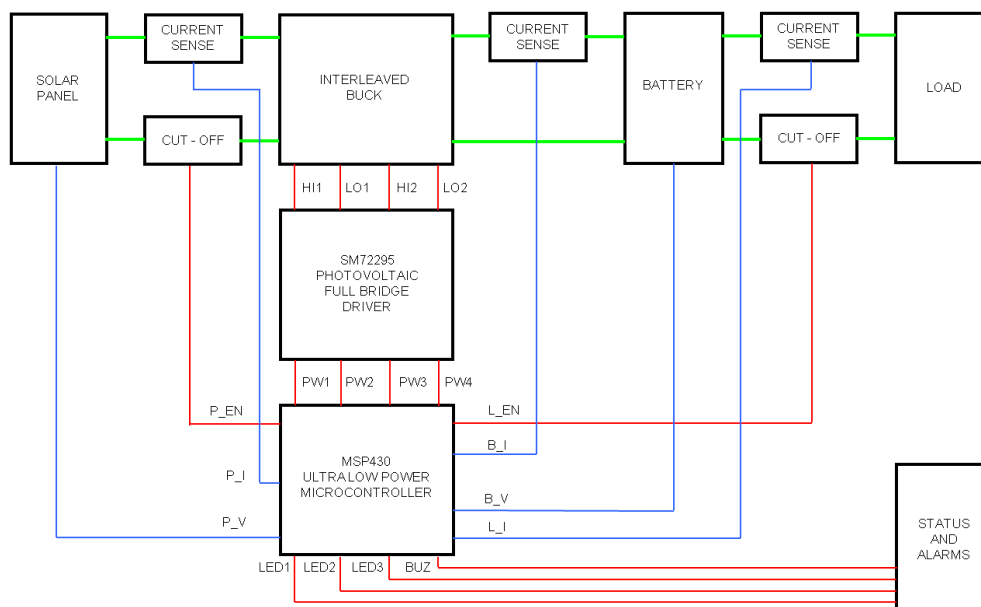 CURRENT
SENSE
CURRENT
SENSE
CURRENT
SENSE
SOLAR
PANEL
INTERLEAVED
BUCK
BATTERY
LOAD
CUT - OFF
CUT - OFF
HI1
LO1
HI2
LO2
SM72295
PHOTOVOLTAIC
FULL BRIDGE
DRIVER
PW1
PW2
PW3
PW4
P_EN
L_EN
B_I
MSP430
ULTRALOW POWER
MICROCONTROLLER
P_I
B_V
P_V
L_I
STATUS
AND
ALARMS
LED1
LED2
LED3
BUZ